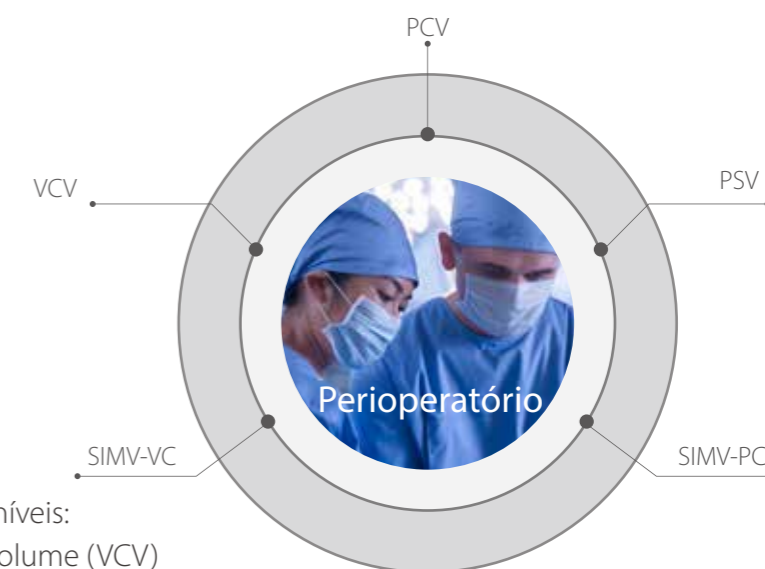 PCV
VCV
PSV
Perioperatório
SIMV-VC
SIMV-PC
níveis:
olume (VCV)